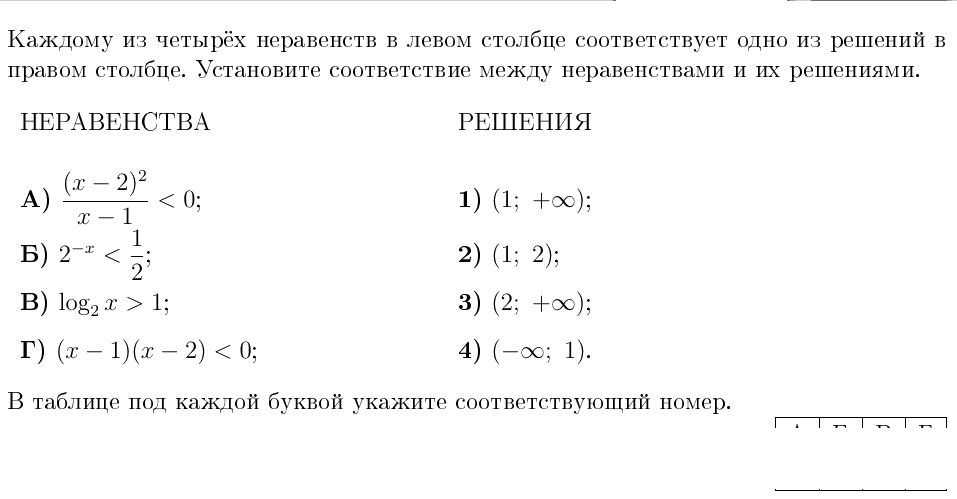 Каждому из четырёх неравенств в левом столбце соответствует одно из решений в
правом столбце. Установите соответствие между неравенствами и их решениями.
НЕРАВЕНСТВА РЕШЕНИЯ
А) (x − 2)² / (x − 1) < 0; 1) (1; +∞);
Б) 2⁻ˣ < 1/2; 2) (1; 2);
В) log₂ x > 1; 3) (2; +∞);
Г) (x − 1)(x − 2) < 0; 4) (−∞; 1).
В таблице под каждой буквой укажите соответствующий номер.